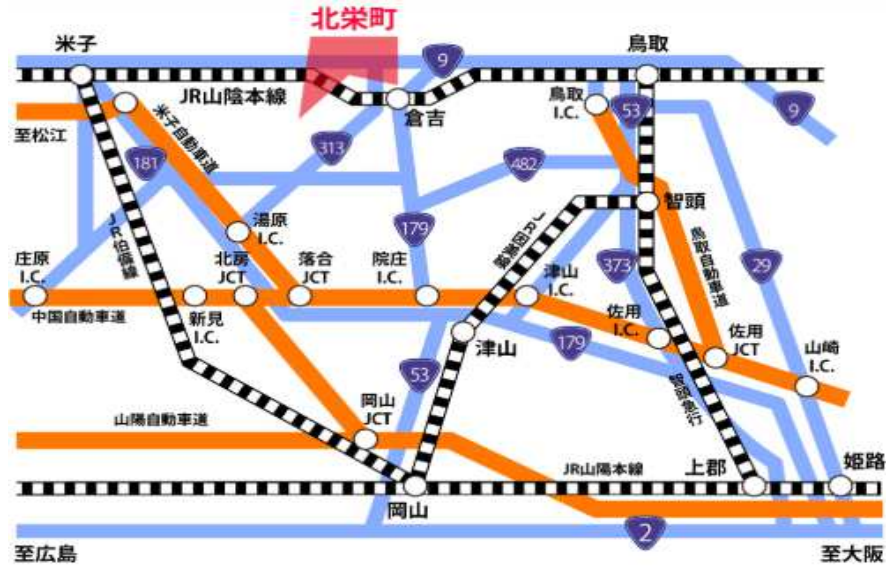 北栄町
米子
9
鳥取
JR山陰本線
倉吉
鳥取
I.C.
53
9
至松江
米子自動車道
313
181
482
智頭
湯原
I.C.
179
JR因美線
JR伯備線
鳥取自動車道
庄原
I.C.
北房
JCT
落合
JCT
院庄
I.C.
津山
I.C.
373
29
中国自動車道
新見
I.C.
佐用
I.C.
佐用
JCT
津山
179
山崎
I.C.
53
岡山
JCT
智頭急行
山陽自動車道
JR山陽本線
上郡
姫路
岡山
2
至広島
至大阪